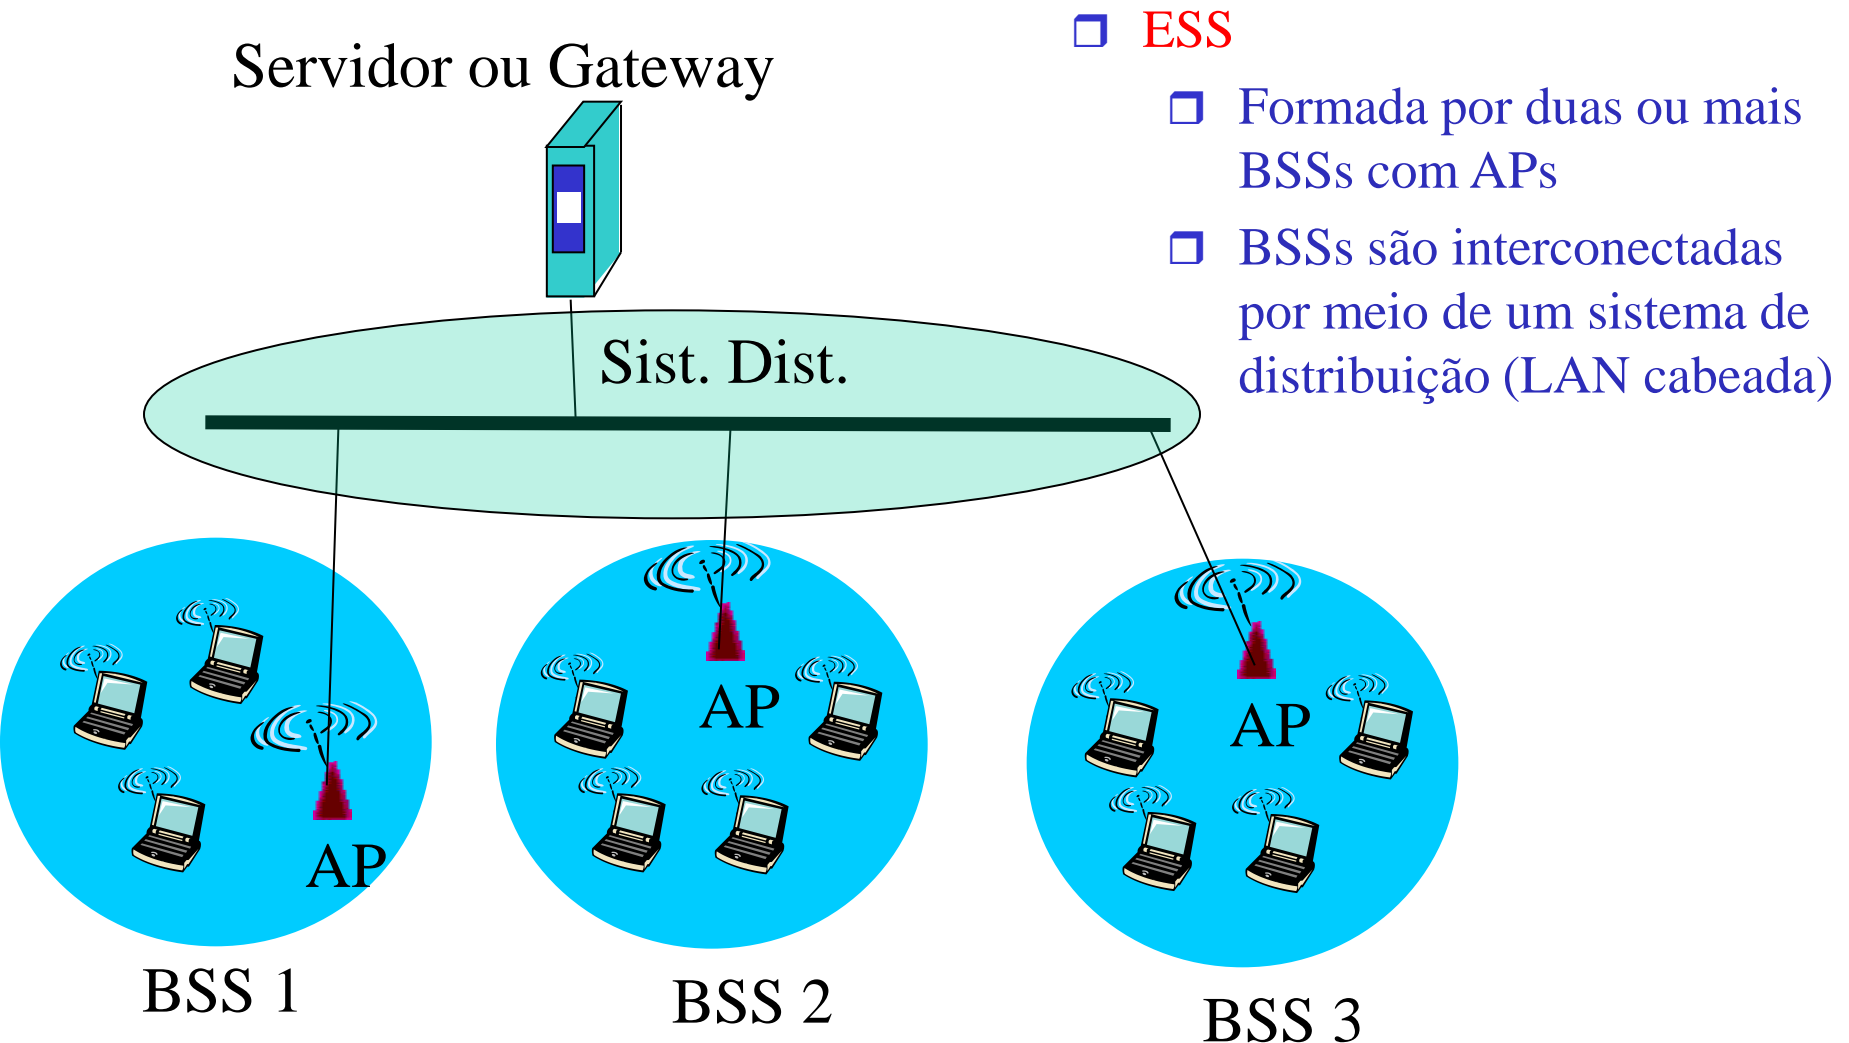 Servidor ou Gateway
ESS
Formada por duas ou mais
BSSs com APs
BSSs são interconectadas
por meio de um sistema de
distribuição (LAN cabeada)
Sist. Dist.
AP
AP
AP
BSS 1
BSS 2
BSS 3